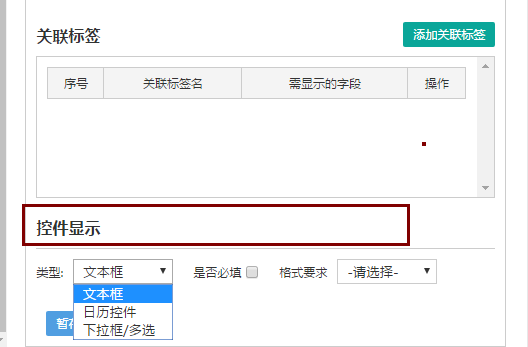 关联标签
添加关联标签
序号 关联标签名 需显示的字段 操作
控件显示
类型: 文本框 是否必填 格式要求 -请选择-
文本框
日历控件
下拉框/多选